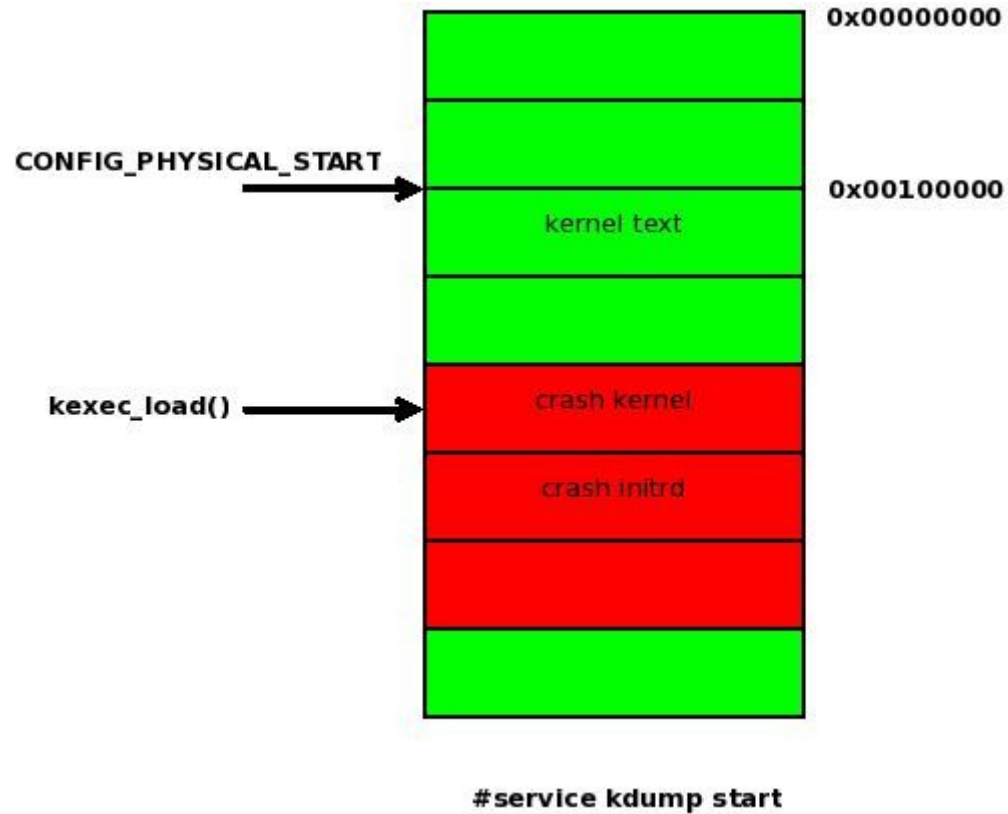 0x00000000
CONFIG_PHYSICAL_START
0x00100000
kernel text
kexec_load()
crash kernel
crash initrd
#service kdump start